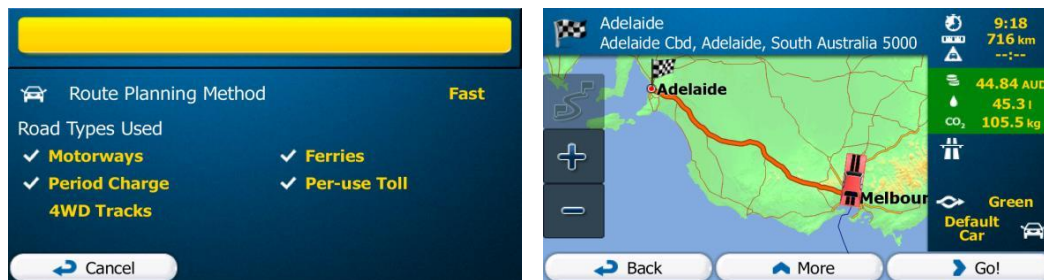 Route Planning Method Fast
Road Types Used
Motorways Ferries
Period Charge Per-use Toll
4WD Tracks
Cancel
Adelaide
Adelaide Cbd, Adelaide, South Australia 5000
9:18
716 km
--:--
44.84 AUD
45.3 l
CO₂ 105.5 kg
Adelaide
Melbour
Green
Default
Car
Back More Go!